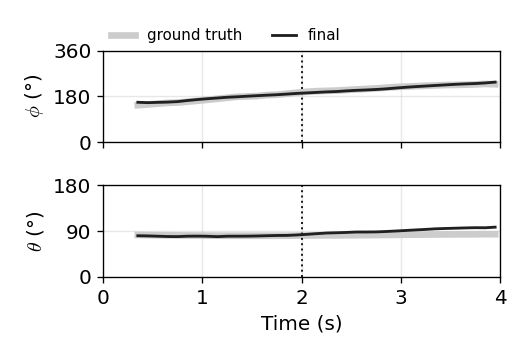 ground truth final
360
180
0
ϕ (°)
180
90
0
θ (°)
0 1 2 3 4
Time (s)